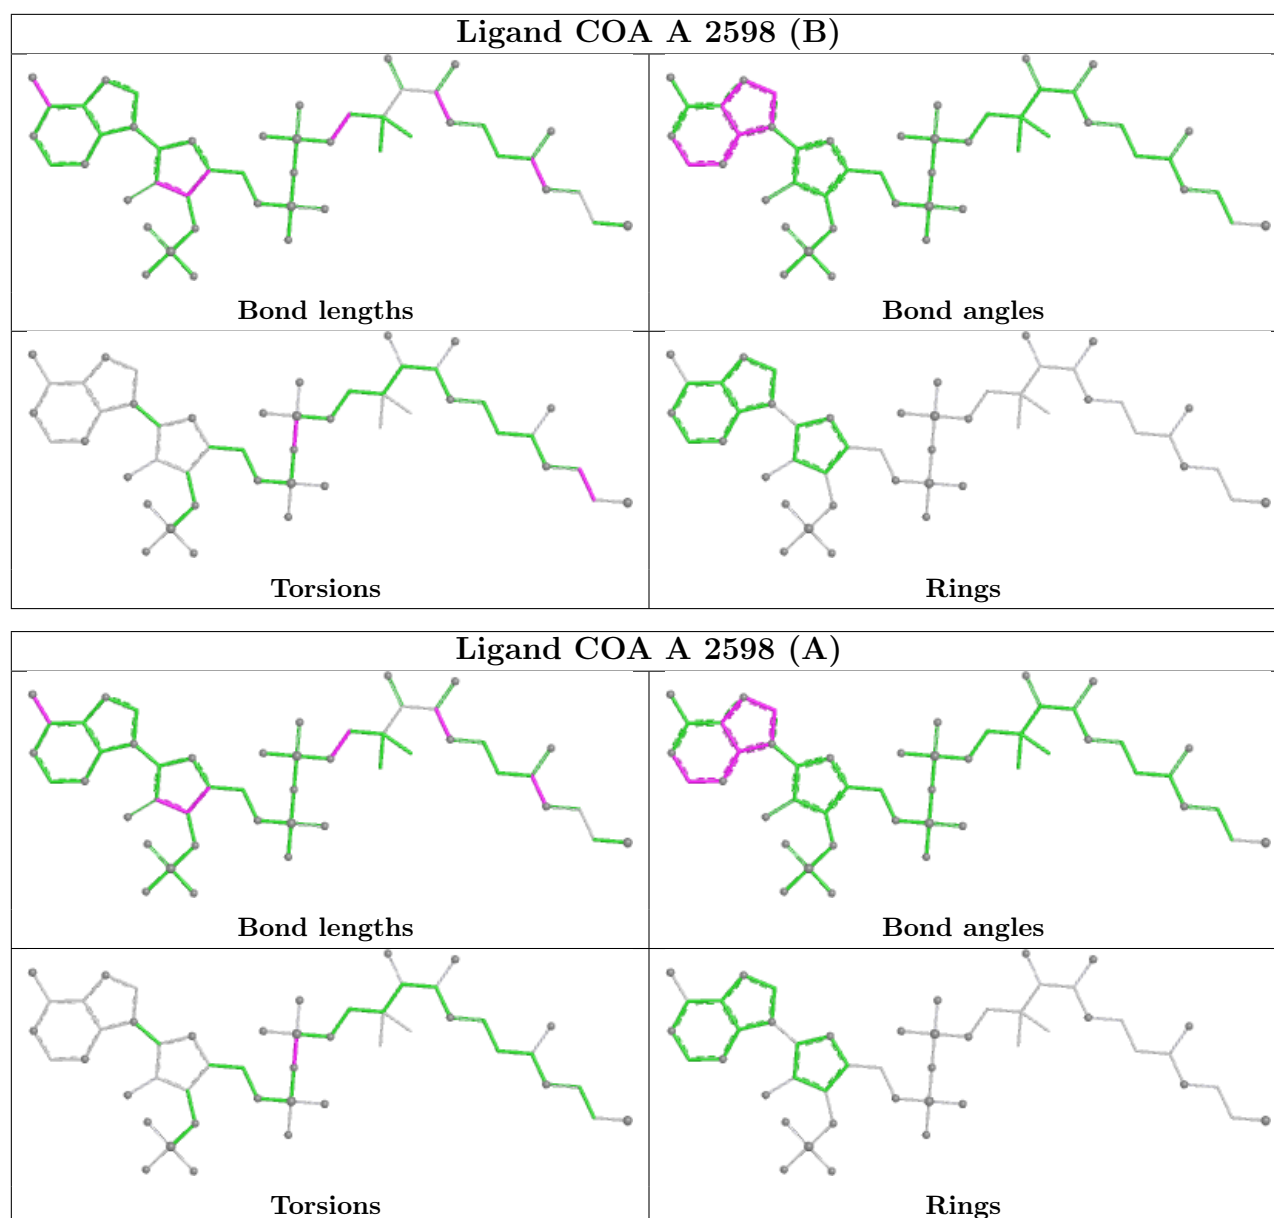 Ligand COA A 2598 (B)
Bond lengths
Bond angles
Torsions
Rings
Ligand COA A 2598 (A)
Bond lengths
Bond angles
Torsions
Rings